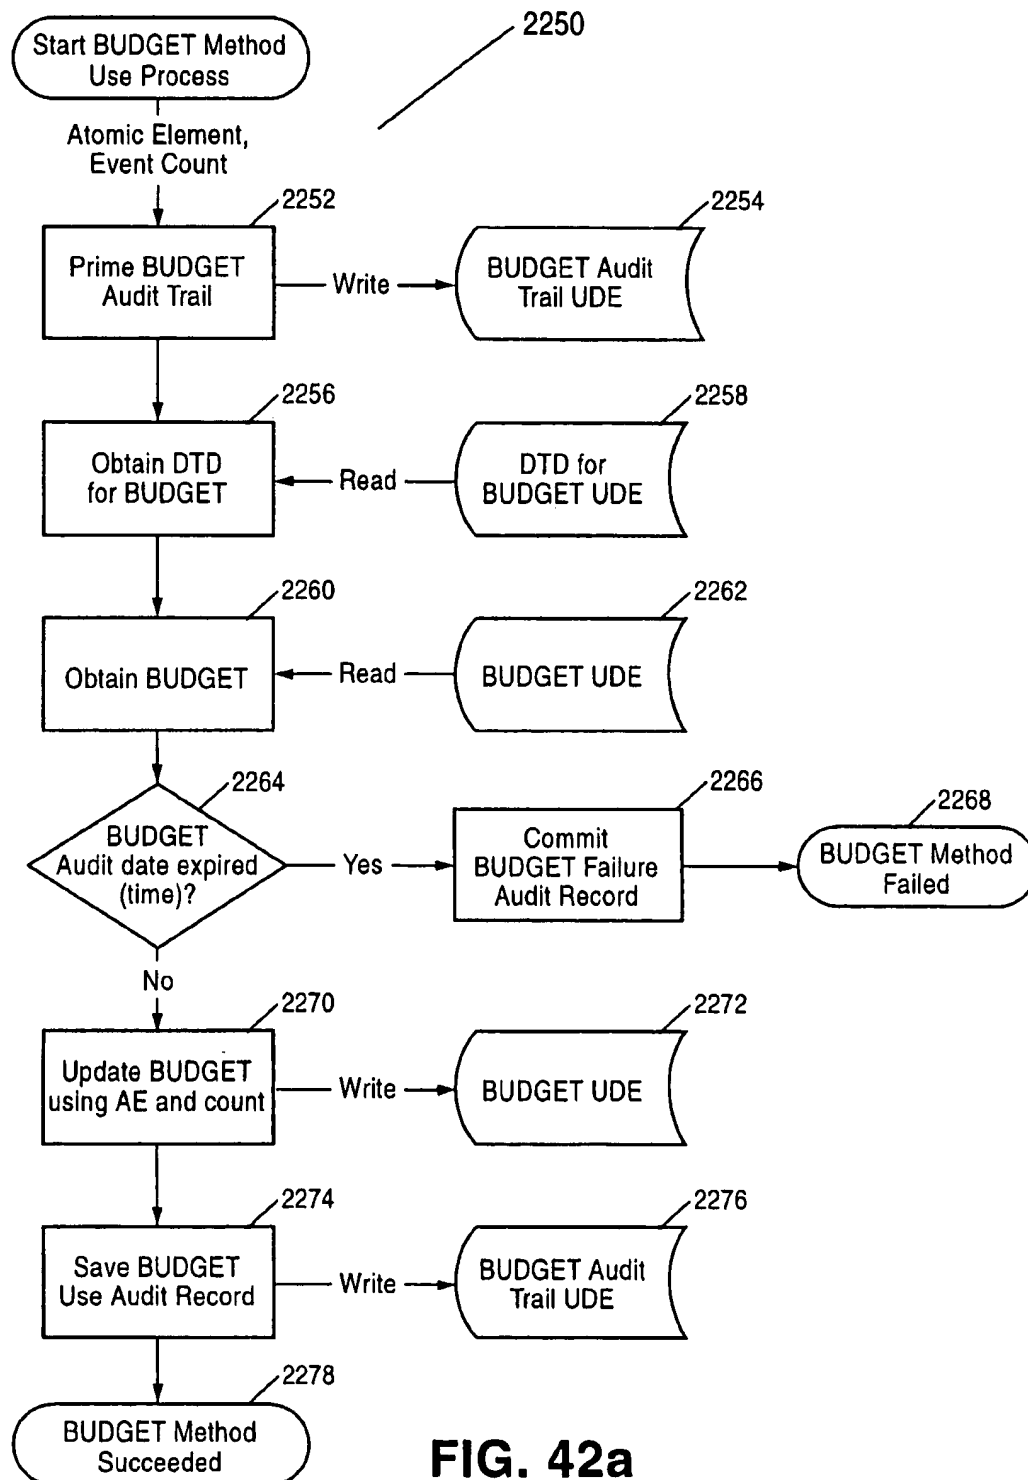 2250
Start BUDGET Method
Use Process
Atomic Element,
Event Count
2252
Prime BUDGET
Audit Trail
Write
2254
BUDGET Audit
Trail UDE
2256
Obtain DTD
for BUDGET
Read
2258
DTD for
BUDGET UDE
2260
Obtain BUDGET
Read
2262
BUDGET UDE
2264
BUDGET
Audit date expired
(time)?
Yes
2266
Commit
BUDGET Failure
Audit Record
2268
BUDGET Method
Failed
No
2270
Update BUDGET
using AE and count
Write
2272
BUDGET UDE
2274
Save BUDGET
Use Audit Record
Write
2276
BUDGET Audit
Trail UDE
2278
BUDGET Method
Succeeded
FIG. 42a